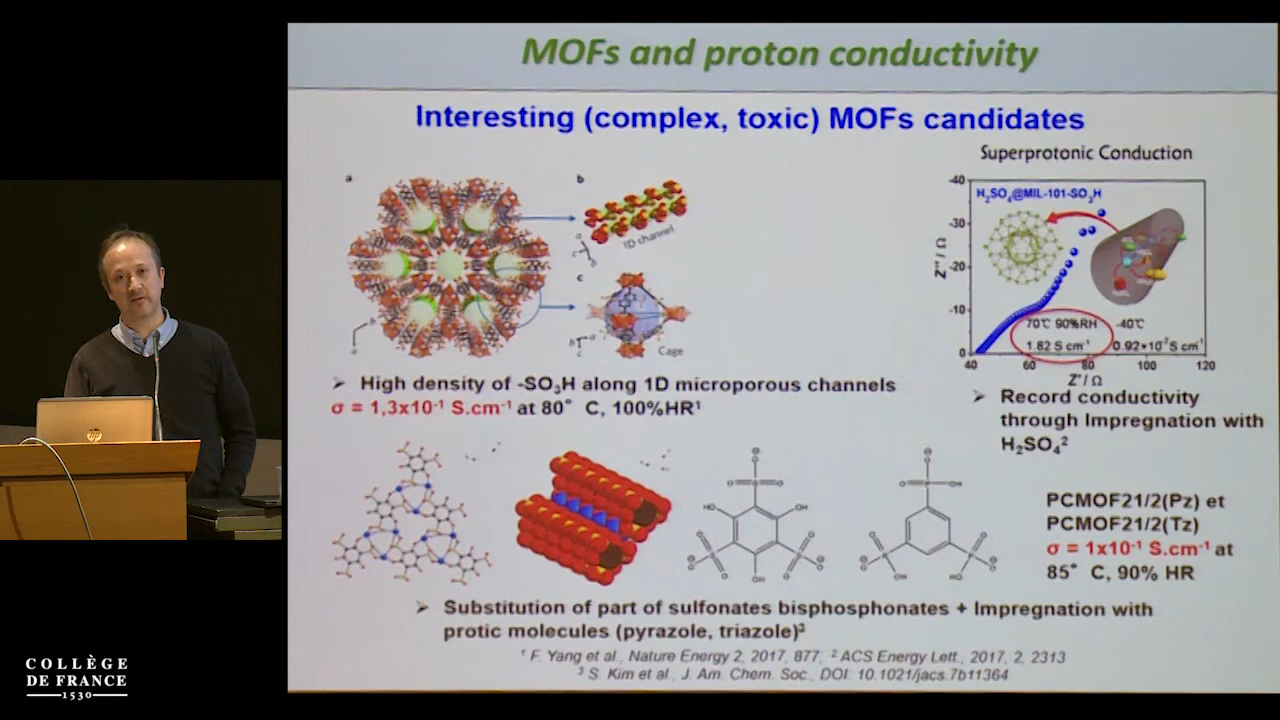 MOFs and proton conductivity
Interesting (complex, toxic) MOFs candidates
Superprotonic Conduction
a
b
1D channel
c
Cage
H₂SO₄@MIL-101-SO₃H
Z'' / Ω
-40
-30
-20
-10
0
70℃ 90%RH
1.82 S cm⁻¹
-40℃
40
60
80
100
120
Z' / Ω
➢ High density of -SO₃H along 1D microporous channels
σ = 1,3x10⁻¹ S.cm⁻¹ at 80° C, 100%HR¹
➢ Record conductivity
through Impregnation with
H₂SO₄²
PCMOF21/2(Pz) et
PCMOF21/2(Tz)
σ = 1x10⁻¹ S.cm⁻¹ at
85° C, 90% HR
➢ Substitution of part of sulfonates bisphosphonates + Impregnation with
protic molecules (pyrazole, triazole)³
¹ F. Yang et al., Nature Energy 2, 2017, 877; ² ACS Energy Lett., 2017, 2, 2313
³ S. Kim et al., J. Am. Chem. Soc., DOI: 10.1021/jacs.7b11364
hp
COLLÈGE
DE FRANCE
1530